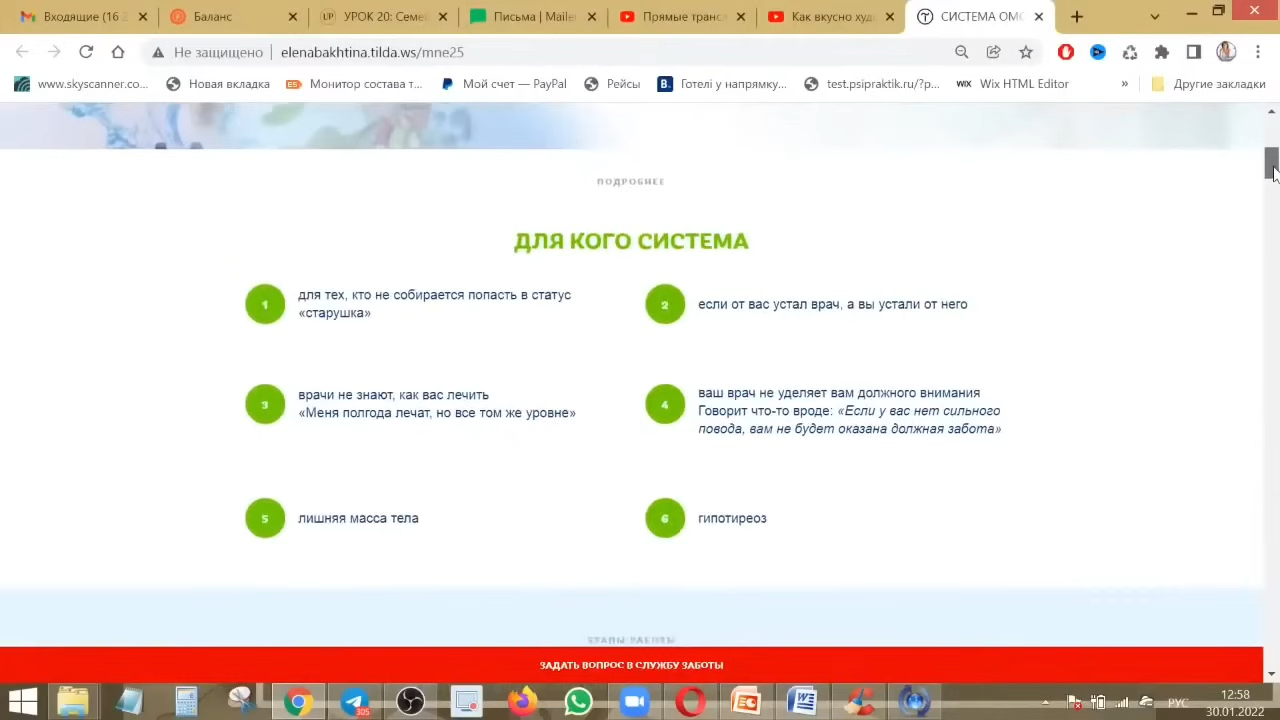 Входящие (16 2
Баланс
УРОК 20: Семе
Письма | Maile
Прямые транс
Как вкусно худ
СИСТЕМА ОМО
Не защищено | elenabakhtina.tilda.ws/mne25
www.skyscanner.co...
Новая вкладка
Монитор состава т...
Мой счет — PayPal
Рейсы
Готелі у напрямку...
test.psipraktik.ru/?p...
WIX Wix HTML Editor
»
Другие закладки
ПОДРОБНЕЕ
ДЛЯ КОГО СИСТЕМА
1
для тех, кто не собирается попасть в статус
«старушка»
2
если от вас устал врач, а вы устали от него
3
врачи не знают, как вас лечить
«Меня полгода лечат, но все том же уровне»
4
ваш врач не уделяет вам должного внимания
Говорит что-то вроде: «Если у вас нет сильного
повода, вам не будет оказана должная забота»
5
лишняя масса тела
6
гипотиреоз
ЭТАПЫ РАБОТЫ
ЗАДАТЬ ВОПРОС В СЛУЖБУ ЗАБОТЫ
305
РУС
12:58
30.01.2022